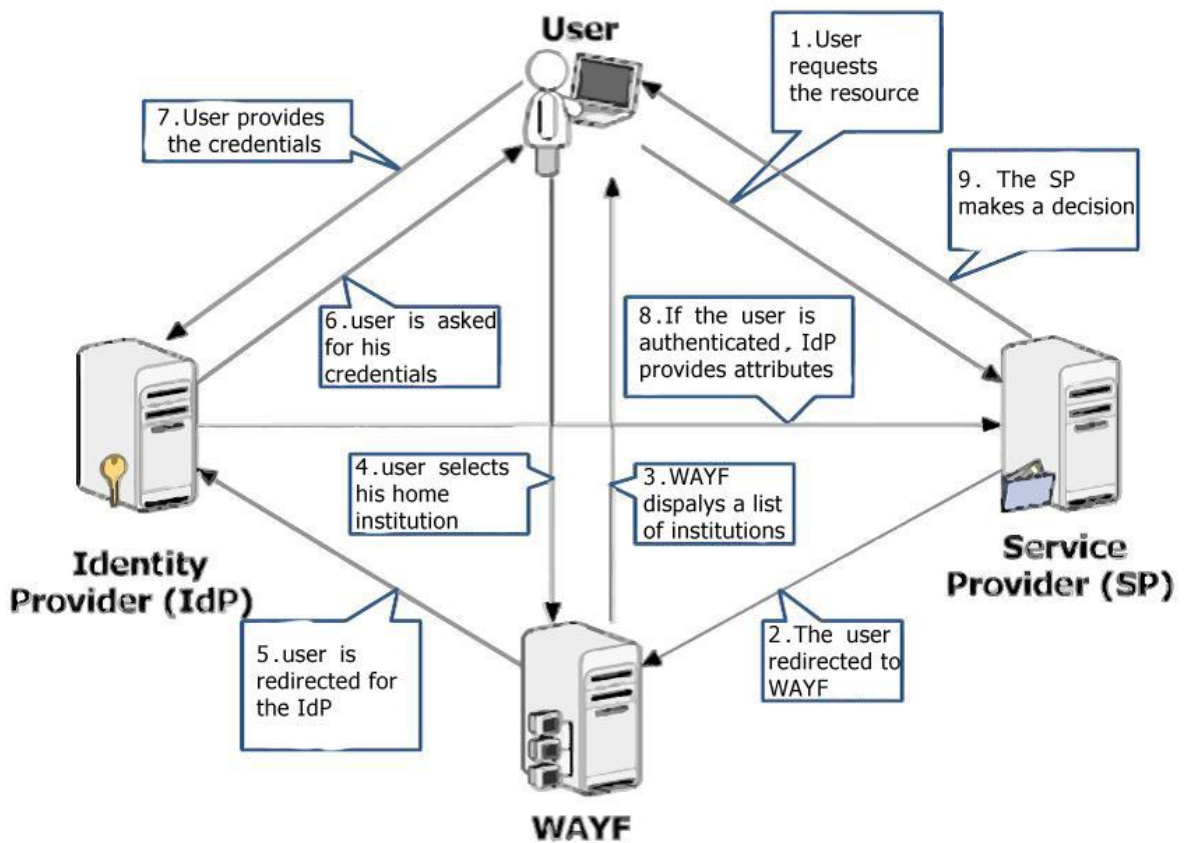 User
1.User
requests
the resource
7.User provides
the credentials
9. The SP
makes a decision
6.user is asked
for his
credentials
8.If the user is
authenticated, IdP
provides attributes
4.user selects
his home
institution
3.WAYF
dispalys a list
of institutions
Identity
Provider (IdP)
Service
Provider (SP)
5.user is
redirected for
the IdP
2.The user
redirected to
WAYF
WAYF